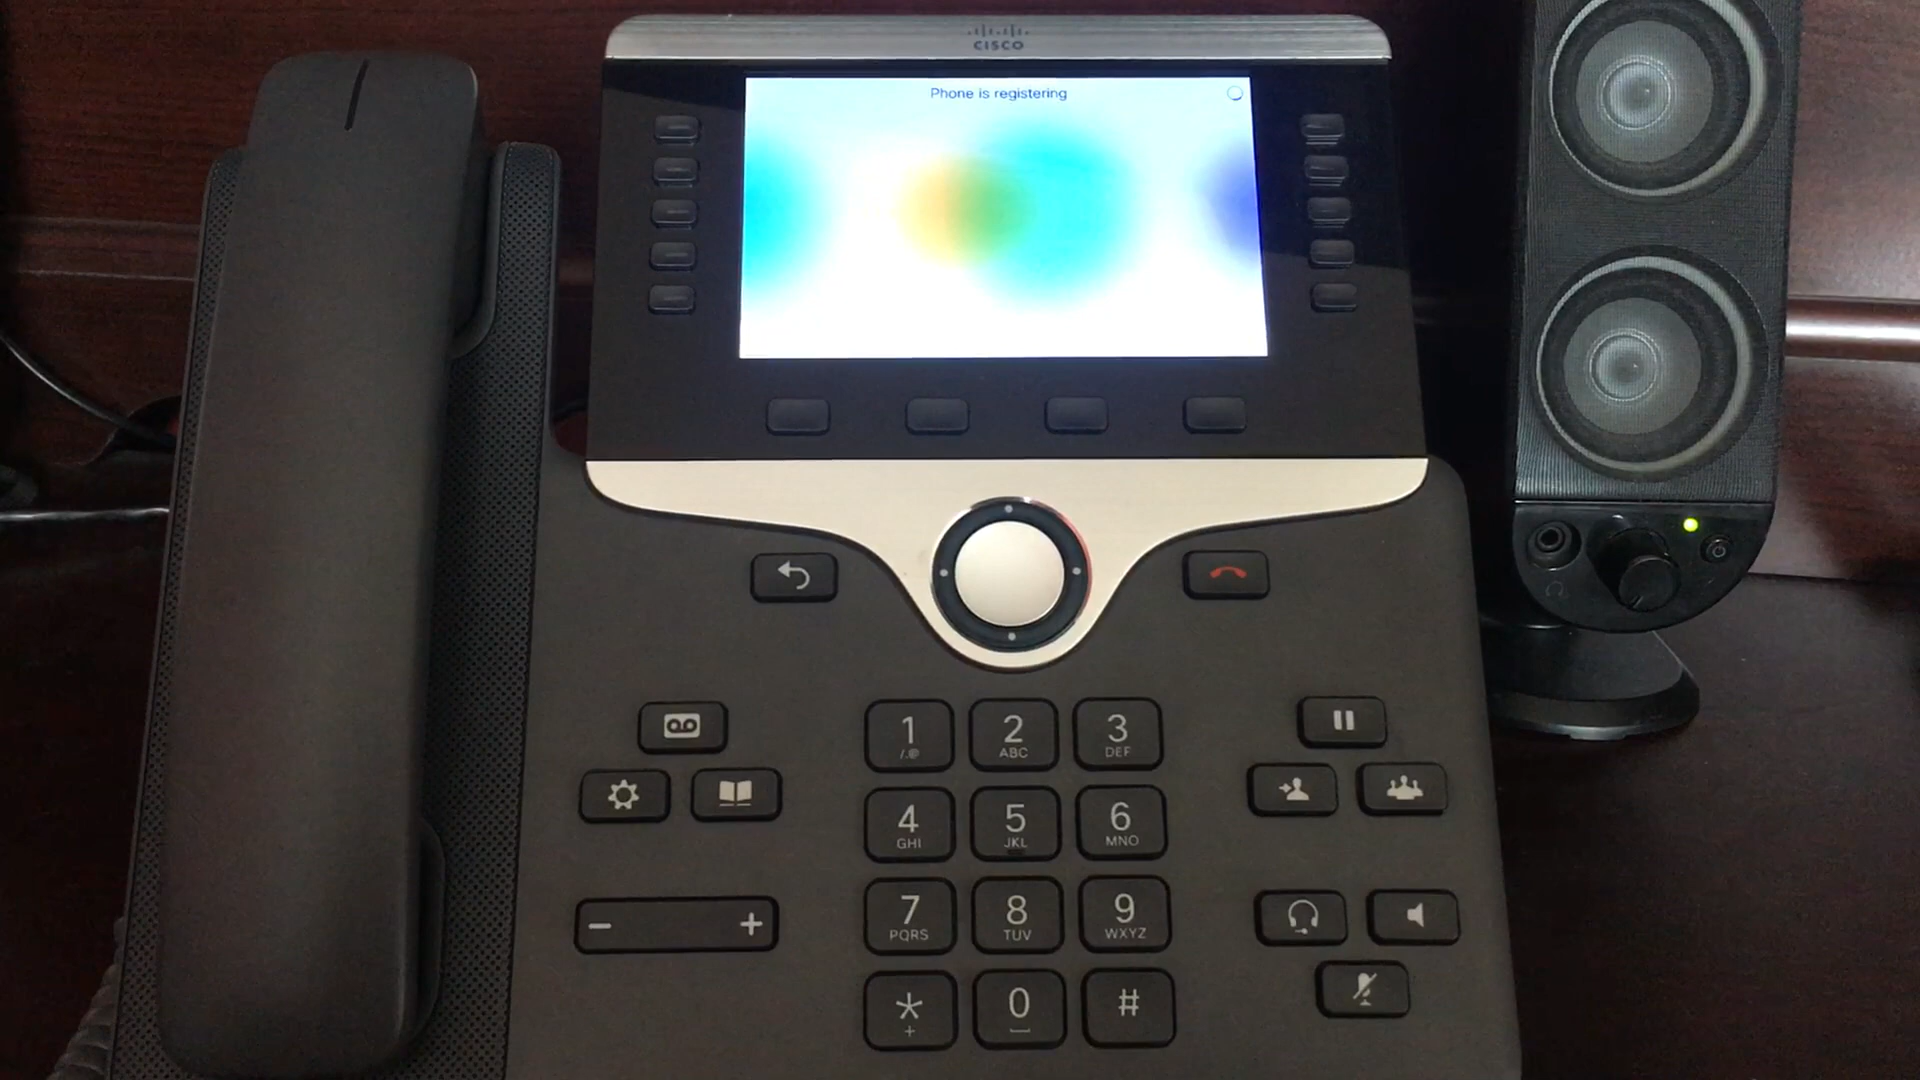 CISCO
Phone is registering
1
/.@
2
ABC
3
DEF
4
GHI
5
JKL
6
MNO
7
PQRS
8
TUV
9
WXYZ
*
+
0
#
− +